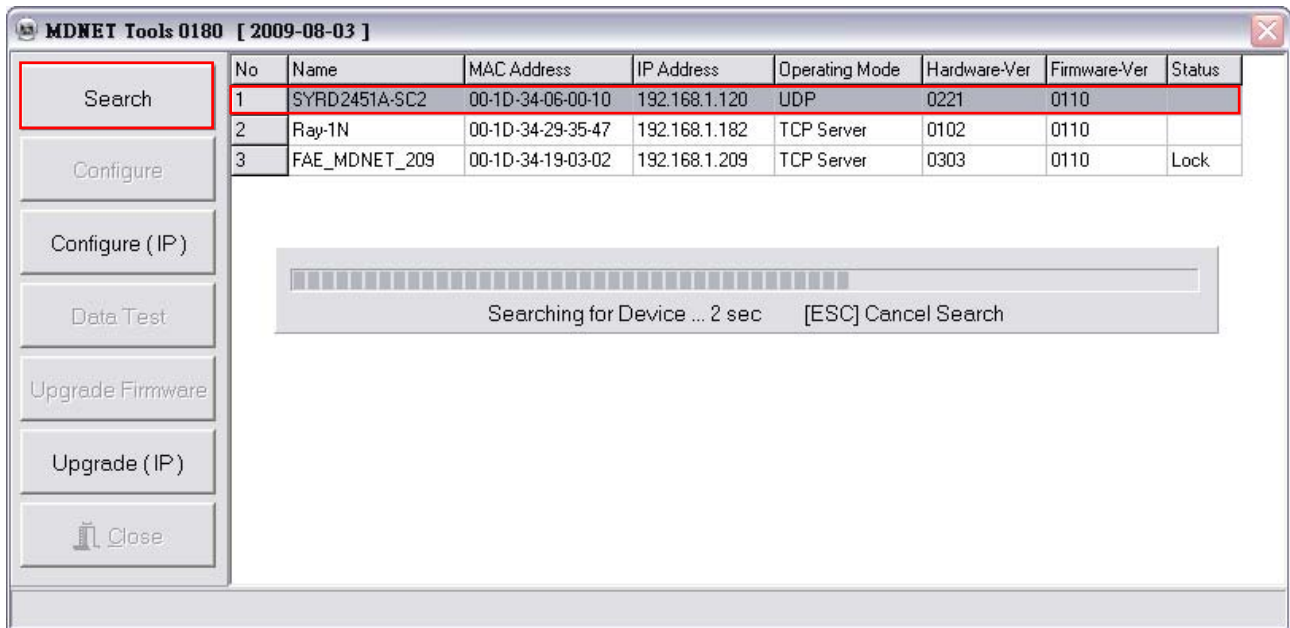 MDNET Tools 0180 [ 2009-08-03 ]
Search
Configure
Configure ( IP )
Data Test
Upgrade Firmware
Upgrade ( IP )
Close
No Name MAC Address IP Address Operating Mode Hardware-Ver Firmware-Ver Status
1 SYRD2451A-SC2 00-1D-34-06-00-10 192.168.1.120 UDP 0221 0110
2 Ray-1N 00-1D-34-29-35-47 192.168.1.182 TCP Server 0102 0110
3 FAE_MDNET_209 00-1D-34-19-03-02 192.168.1.209 TCP Server 0303 0110 Lock
Searching for Device ... 2 sec [ESC] Cancel Search